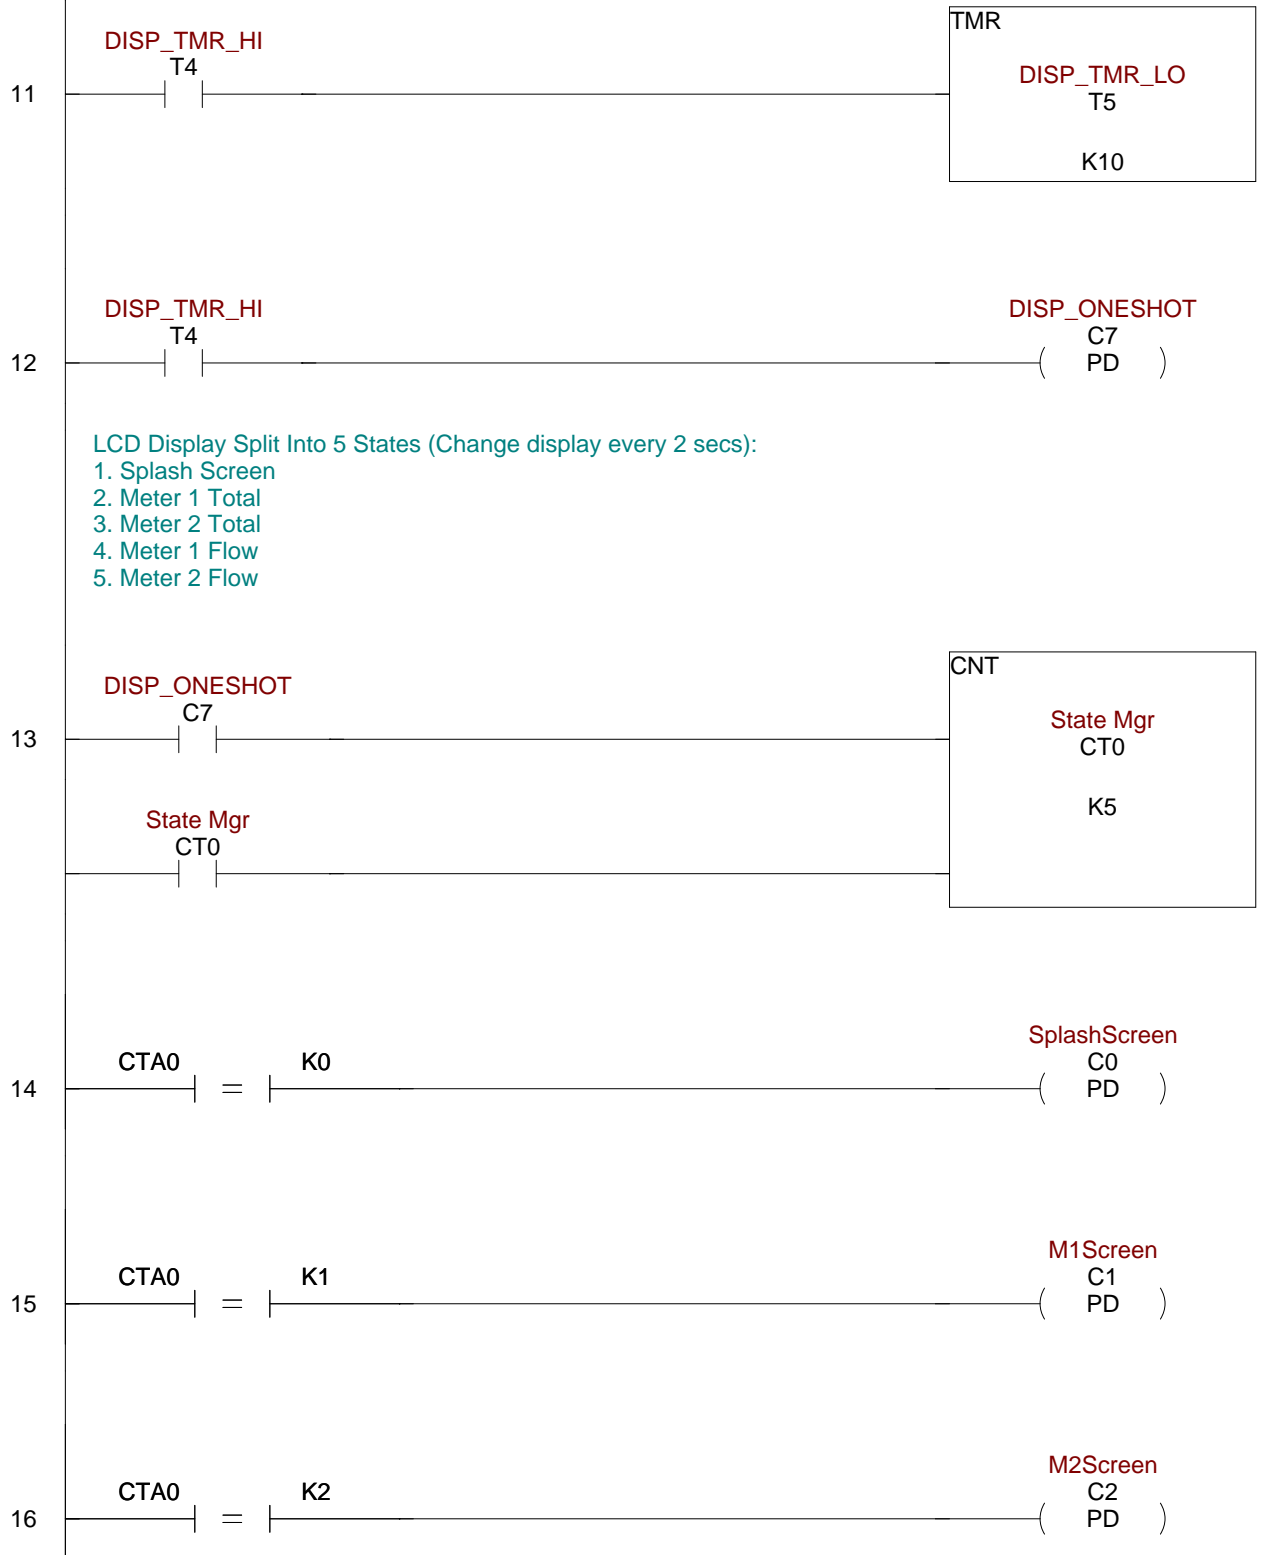 TMR
DISP_TMR_HI
T4
DISP_TMR_LO
T5
11
K10
DISP_TMR_HI
T4
DISP_ONESHOT
C7
12
PD
LCD Display Split Into 5 States (Change display every 2 secs):
1. Splash Screen
2. Meter 1 Total
3. Meter 2 Total
4. Meter 1 Flow
5. Meter 2 Flow
CNT
DISP_ONESHOT
C7
State Mgr
CT0
13
K5
State Mgr
CT0
SplashScreen
CTA0 = K0
C0
14
PD
M1Screen
CTA0 = K1
C1
15
PD
M2Screen
CTA0 = K2
C2
16
PD